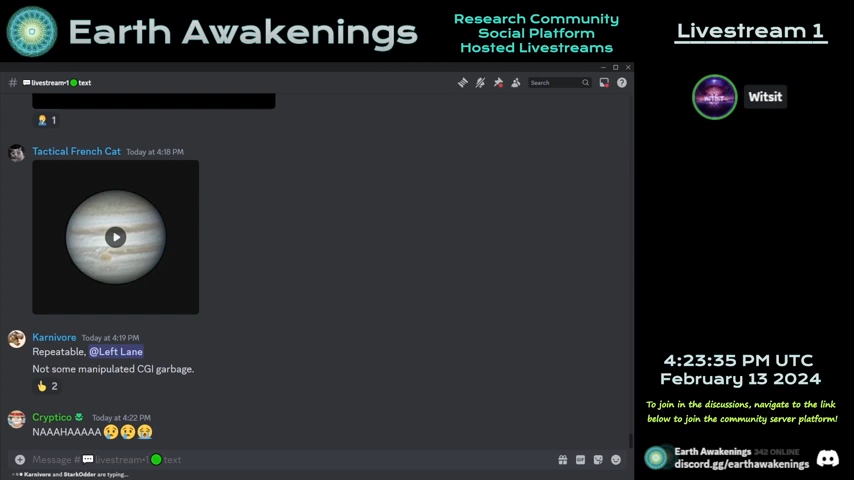 Earth Awakenings
Research Community
Social Platform
Hosted Livestreams
Livestream 1
# livestream•1 text
Search
WITSIT
Witsit
1
Tactical French Cat Today at 4:18 PM
Karnivore Today at 4:19 PM
Repeatable, @Left Lane
Not some manipulated CGI garbage.
2
Cryptico Today at 4:22 PM
NAAAHAAAAA
Message # livestream•1 text
GIF
Karnivore and StarkOdder are typing...
4:23:35 PM UTC
February 13 2024
To join in the discussions, navigate to the link
below to join the community server platform!
Earth Awakenings 342 ONLINE
discord.gg/earthawakenings